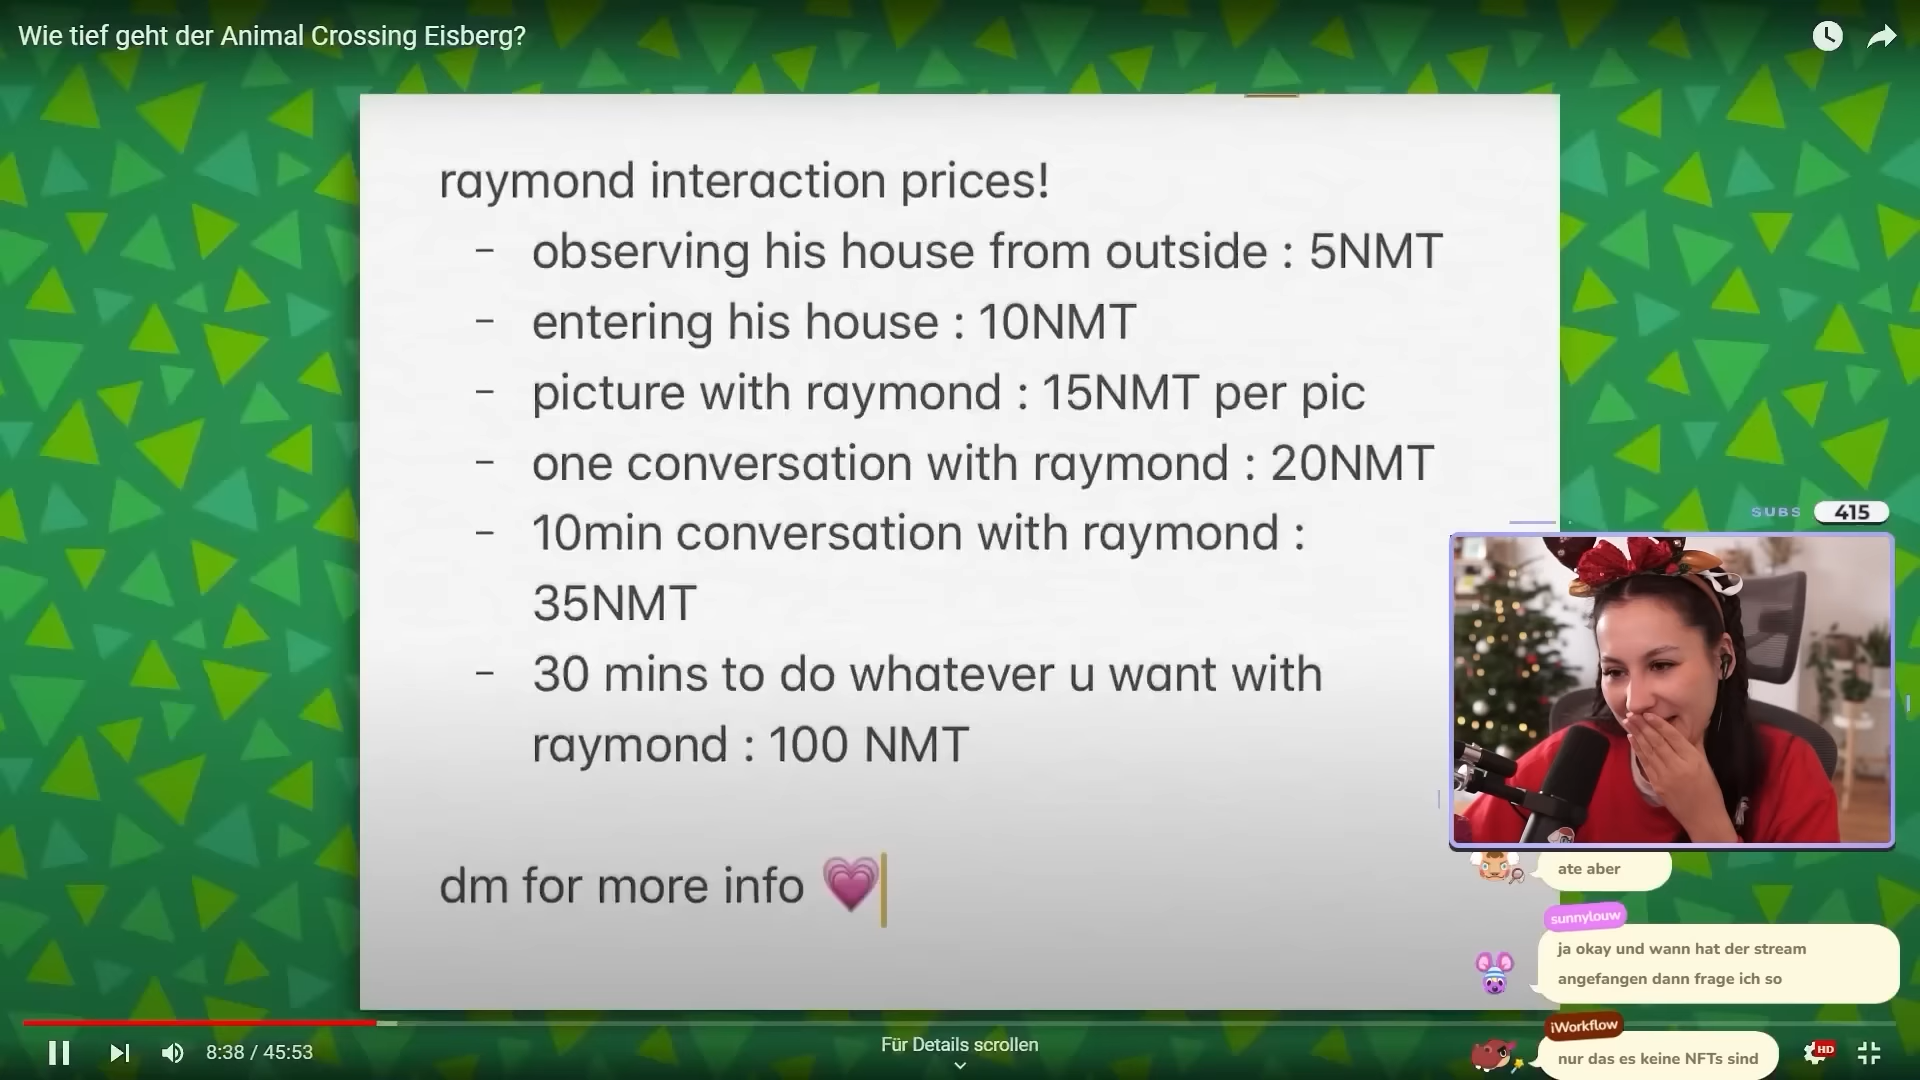 Wie tief geht der Animal Crossing Eisberg?
raymond interaction prices!
- observing his house from outside : 5NMT
- entering his house : 10NMT
- picture with raymond : 15NMT per pic
- one conversation with raymond : 20NMT
- 10min conversation with raymond :
35NMT
- 30 mins to do whatever u want with
raymond : 100 NMT
dm for more info 💗
SUBS 415
ate aber
sunnylouw
ja okay und wann hat der stream
angefangen dann frage ich so
iWorkflow
nur das es keine NFTs sind
8:38 / 45:53
Für Details scrollen
HD